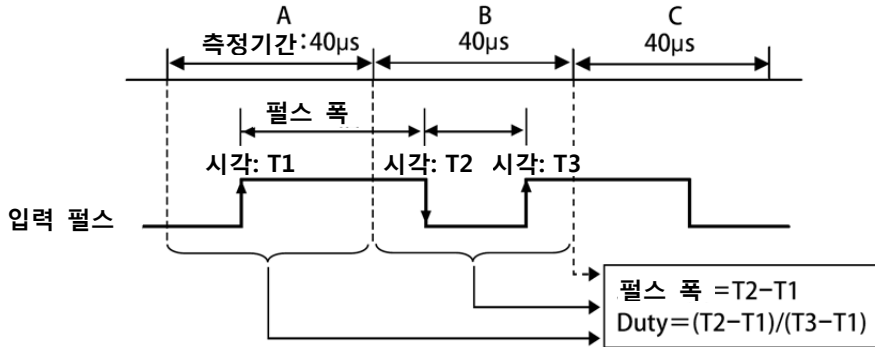 A B C
측정기간:40μs 40μs 40μs
펄스 폭
시각: T1 시각: T2 시각: T3
입력 펄스
펄스 폭 =T2-T1
Duty=(T2-T1)/(T3-T1)